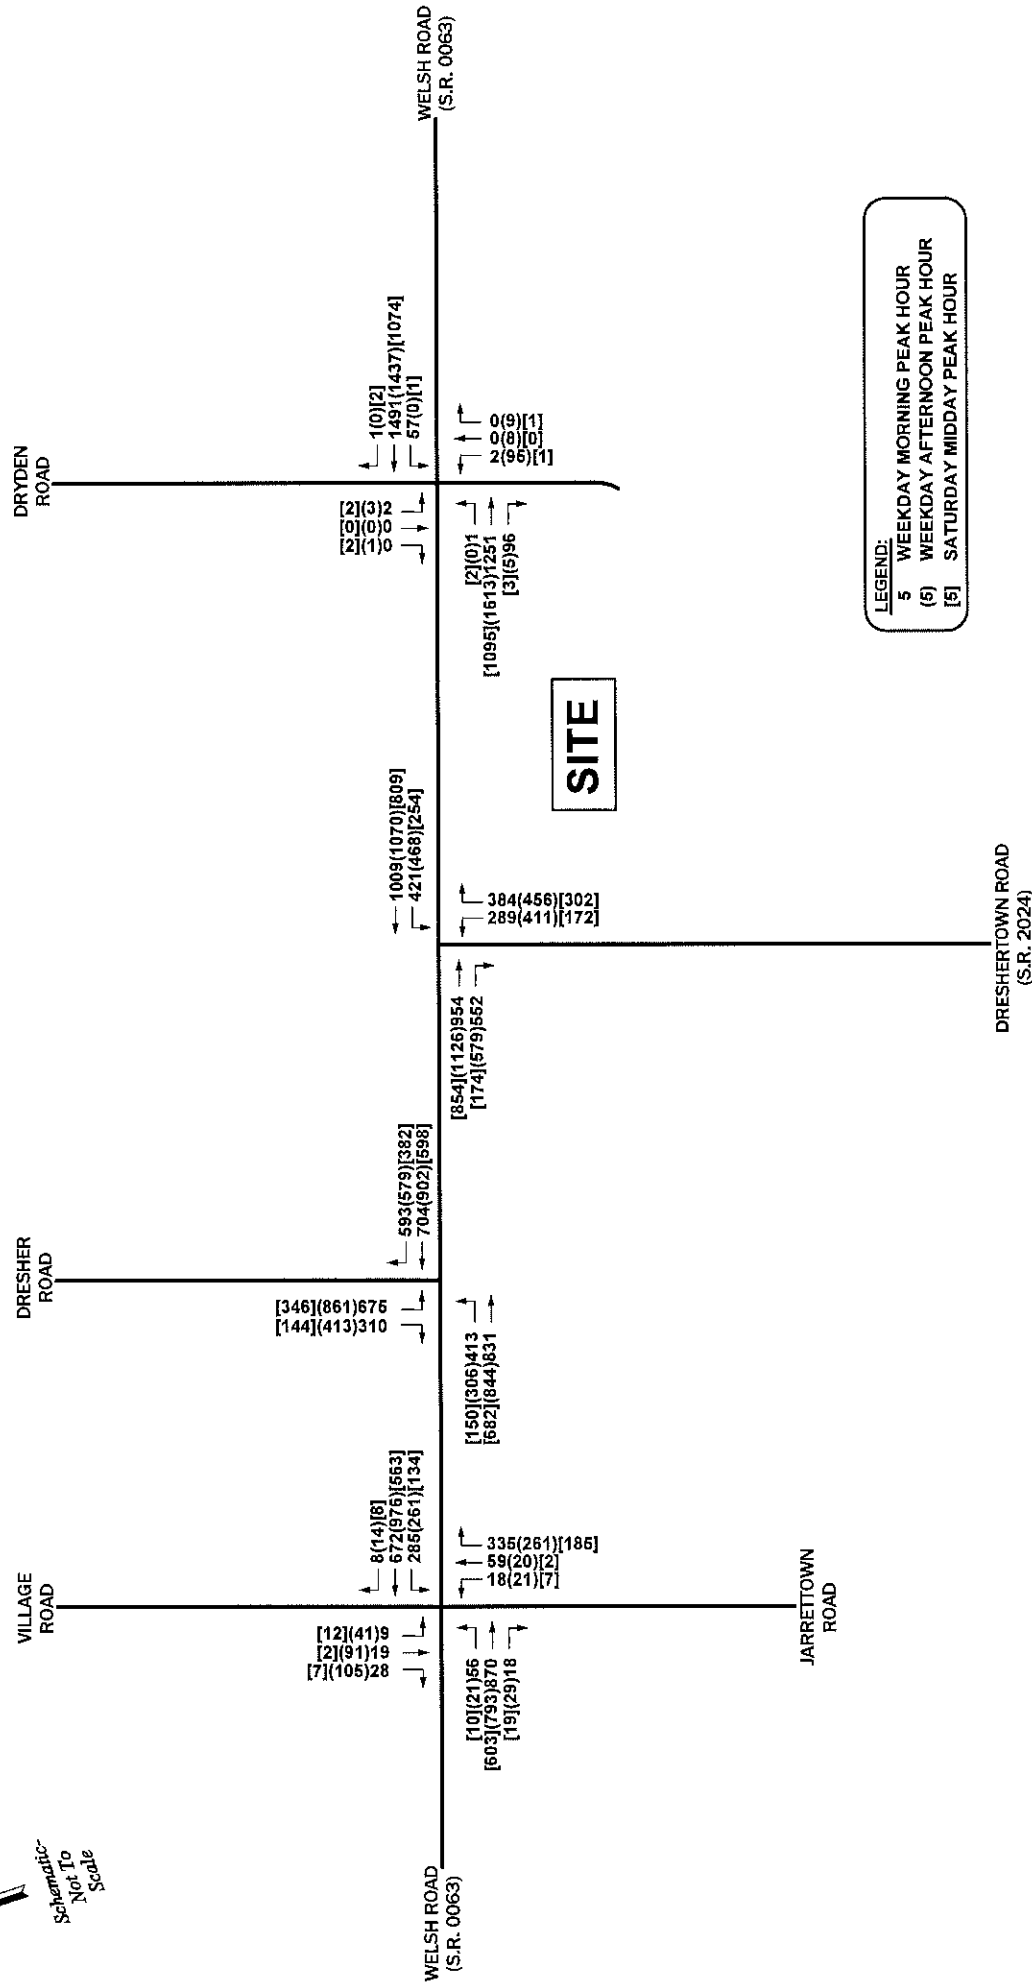 Schematic-
Not To
Scale
VILLAGE
ROAD
DRESHER
ROAD
DRYDEN
ROAD
8(14)[8]
672(976)[563]
285(261)[134]
[12](41)9
[2](91)19
[7](105)28
335(261)[185]
59(20)[2]
18(21)[7]
[10](21)56
[603](793)870
[19](29)18
593(579)[382]
704(902)[598]
[346](861)675
[144](413)310
[150](306)413
[682](844)831
1009(1070)[809]
421(468)[254]
384(456)[302]
289(411)[172]
[854](1126)954
[174](579)552
1(0)[2]
1491(1437)[1074]
57(0)[1]
[2](3)2
[0](0)0
[2](1)0
0(9)[1]
0(8)[0]
2(95)[1]
[2](0)1
[1095](1613)1251
[3](5)96
WELSH ROAD
(S.R. 0063)
WELSH ROAD
(S.R. 0063)
SITE
JARRETTOWN
ROAD
DRESHERTOWN ROAD
(S.R. 2024)
LEGEND:
5 WEEKDAY MORNING PEAK HOUR
(5) WEEKDAY AFTERNOON PEAK HOUR
[5] SATURDAY MIDDAY PEAK HOUR